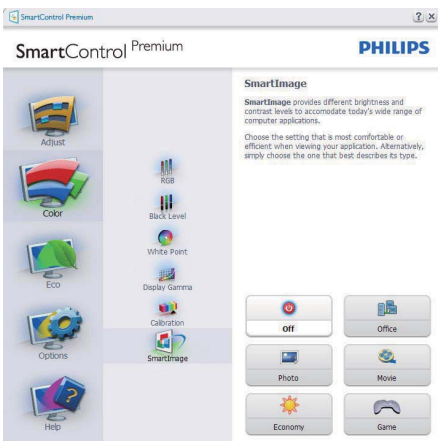 SmartControl Premium
SmartControl Premium
PHILIPS
Adjust
Color
Eco
Options
Help
RGB
Black Level
White Point
Display Gamma
Calibration
SmartImage
SmartImage
SmartImage provides different brightness and
contrast levels to accomodate today's wide range of
computer applications.
Choose the setting that is most comfortable or
efficient when viewing your application. Alternatively,
simply choose the one that best describes its type.
Off
Office
Photo
Movie
Economy
Game